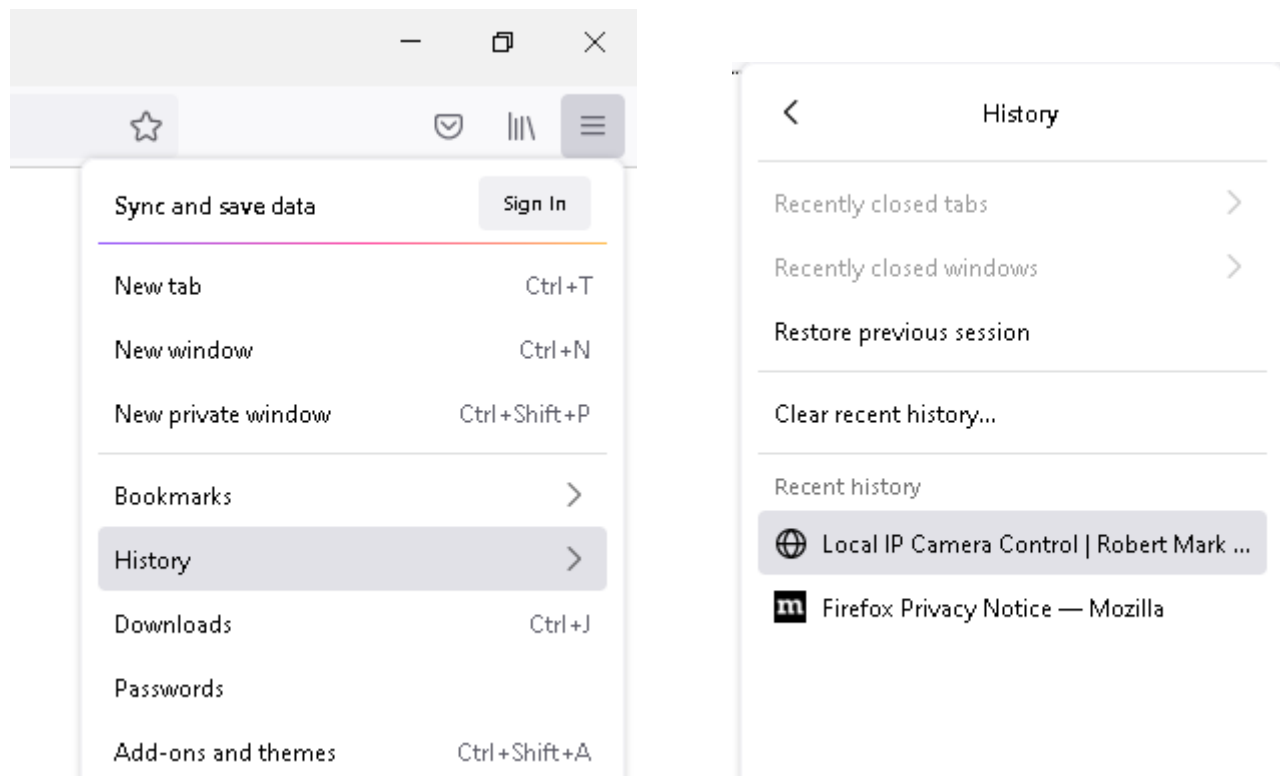 Sync and save data Sign In
New tab Ctrl+T
New window Ctrl+N
New private window Ctrl+Shift+P
Bookmarks
History
Downloads Ctrl+J
Passwords
Add-ons and themes Ctrl+Shift+A
History
Recently closed tabs
Recently closed windows
Restore previous session
Clear recent history...
Recent history
Local IP Camera Control | Robert Mark ...
m Firefox Privacy Notice — Mozilla